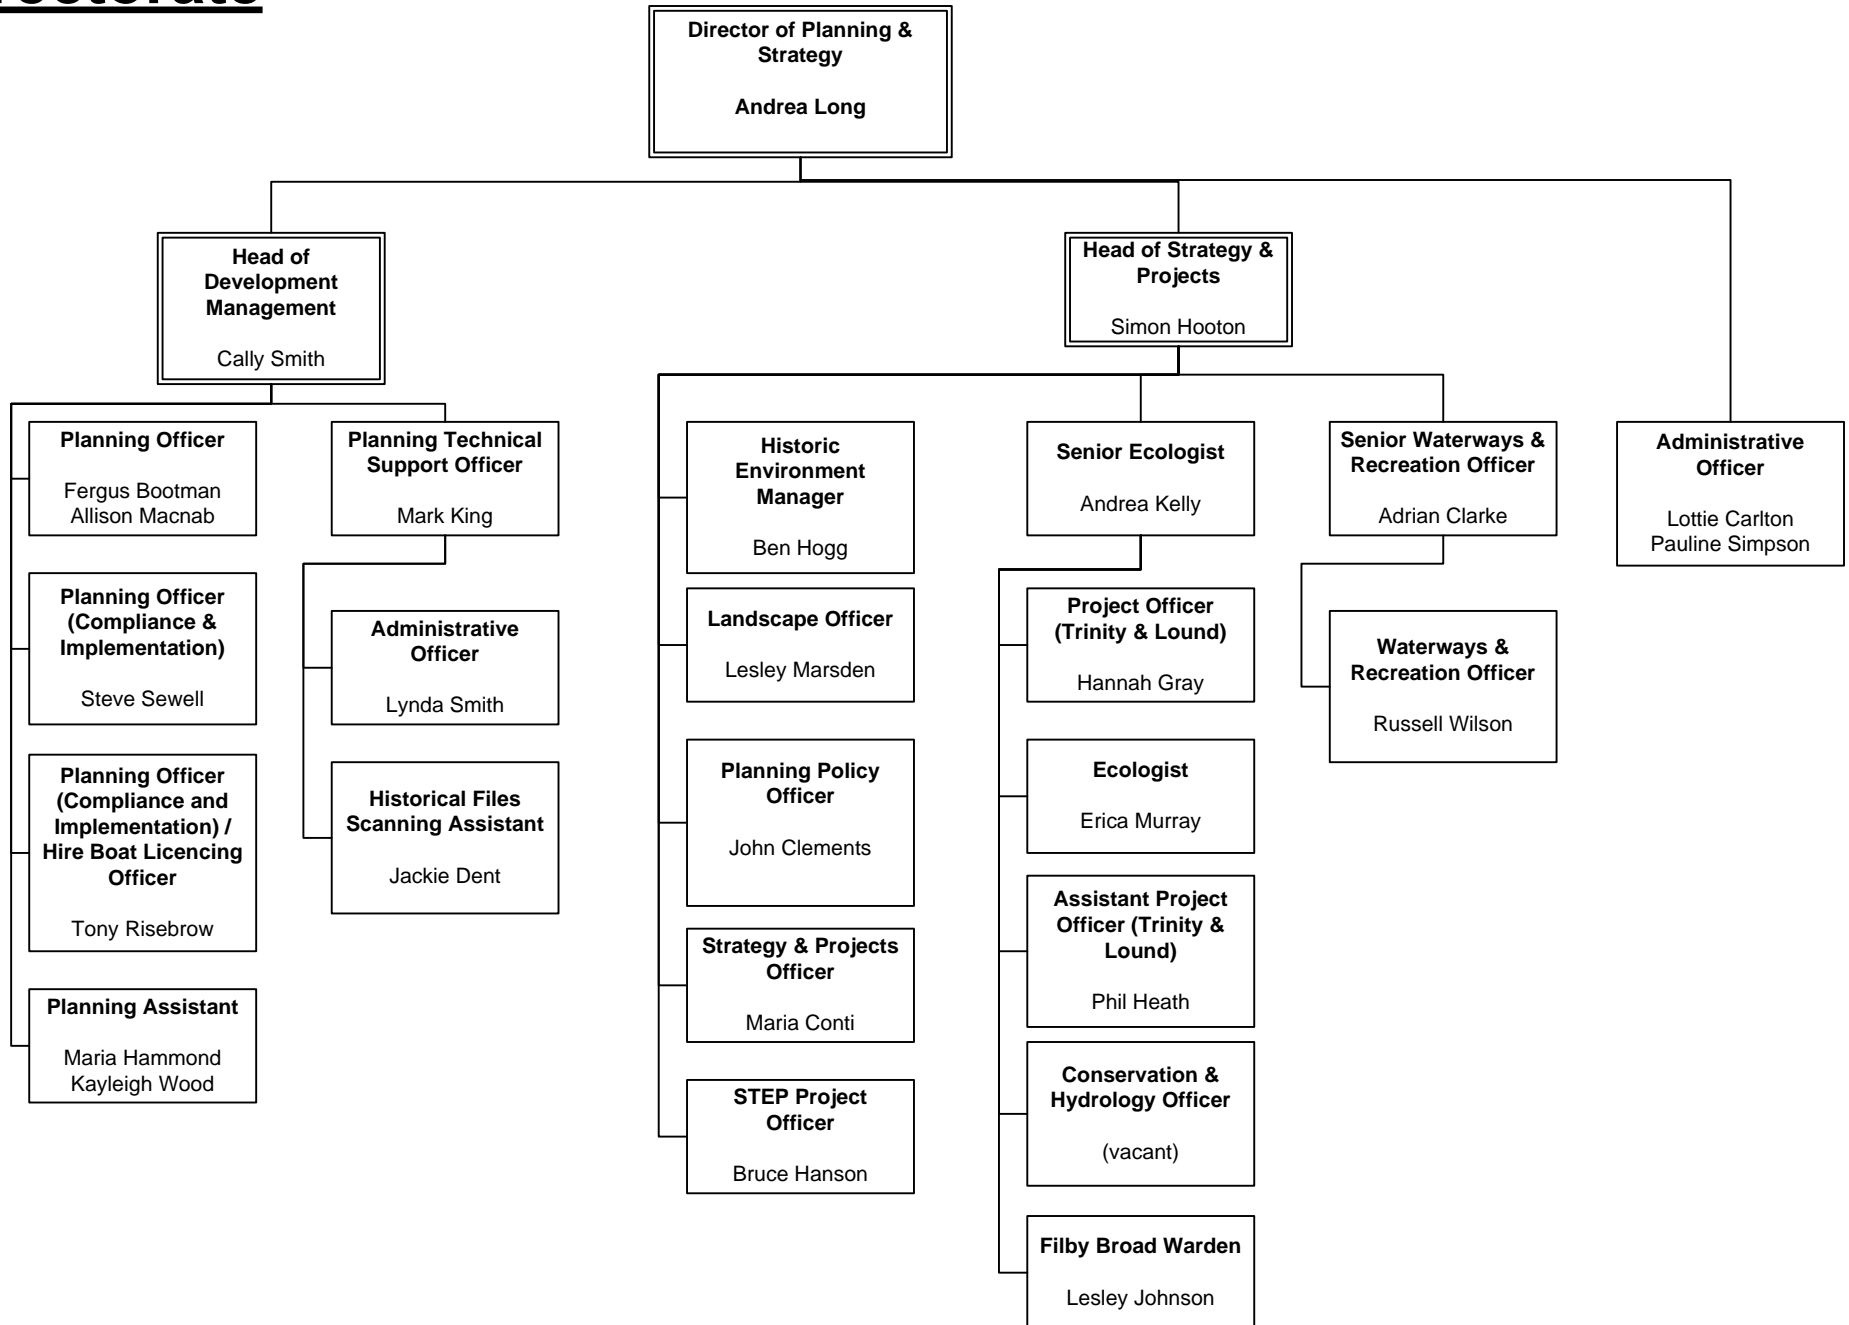 Director of Planning &
Strategy
Andrea Long
Head of
Development
Management
Cally Smith
Head of Strategy &
Projects
Simon Hooton
Planning Officer
Fergus Bootman
Allison Macnab
Planning Officer
(Compliance &
Implementation)
Steve Sewell
Planning Officer
(Compliance and
Implementation) /
Hire Boat Licencing
Officer
Tony Risebrow
Planning Assistant
Maria Hammond
Kayleigh Wood
Planning Technical
Support Officer
Mark King
Administrative
Officer
Lynda Smith
Historical Files
Scanning Assistant
Jackie Dent
Historic
Environment
Manager
Ben Hogg
Landscape Officer
Lesley Marsden
Planning Policy
Officer
John Clements
Strategy & Projects
Officer
Maria Conti
STEP Project
Officer
Bruce Hanson
Senior Ecologist
Andrea Kelly
Project Officer
(Trinity & Lound)
Hannah Gray
Ecologist
Erica Murray
Assistant Project
Officer (Trinity &
Lound)
Phil Heath
Conservation &
Hydrology Officer
(vacant)
Filby Broad Warden
Lesley Johnson
Senior Waterways &
Recreation Officer
Adrian Clarke
Waterways &
Recreation Officer
Russell Wilson
Administrative
Officer
Lottie Carlton
Pauline Simpson